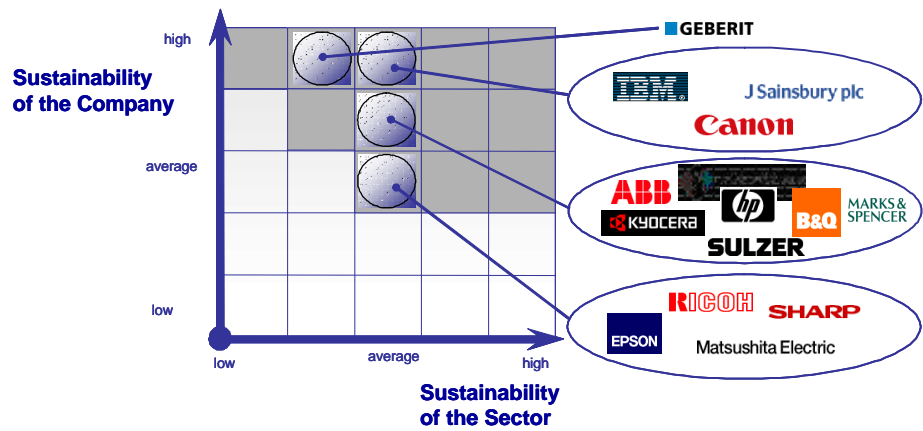 high
Sustainability
of the Company
average
low
low
average
high
Sustainability
of the Sector
GEBERIT
IBM®
J Sainsbury plc
Canon
ABB
hp
KYOCERA
B&Q
MARKS &
SPENCER
SULZER
RICOH
SHARP
EPSON
Matsushita Electric